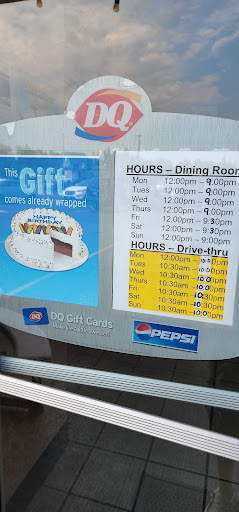 DQ
This
Gift
comes already wrapped
HAPPY
BIRTHDAY
DQ
DQ Gift Cards
HOURS – Dining Room
Mon 12:00pm – 9:00pm
Tues 12:00pm – 9:00pm
Wed 12:00pm – 9:00pm
Thurs 12:00pm – 9:00pm
Fri 12:00pm – 9:30pm
Sat 12:00pm – 9:30pm
Sun 12:00pm – 9:00pm
HOURS – Drive-thru
Mon 12:00pm – 10:00pm
Tues 10:30am – 10:00pm
Wed 10:30am – 10:00pm
Thurs 10:30am – 10:00pm
Fri 10:30am – 10:30pm
Sat 10:30am – 10:30pm
Sun 10:30am – 10:00pm
PEPSI